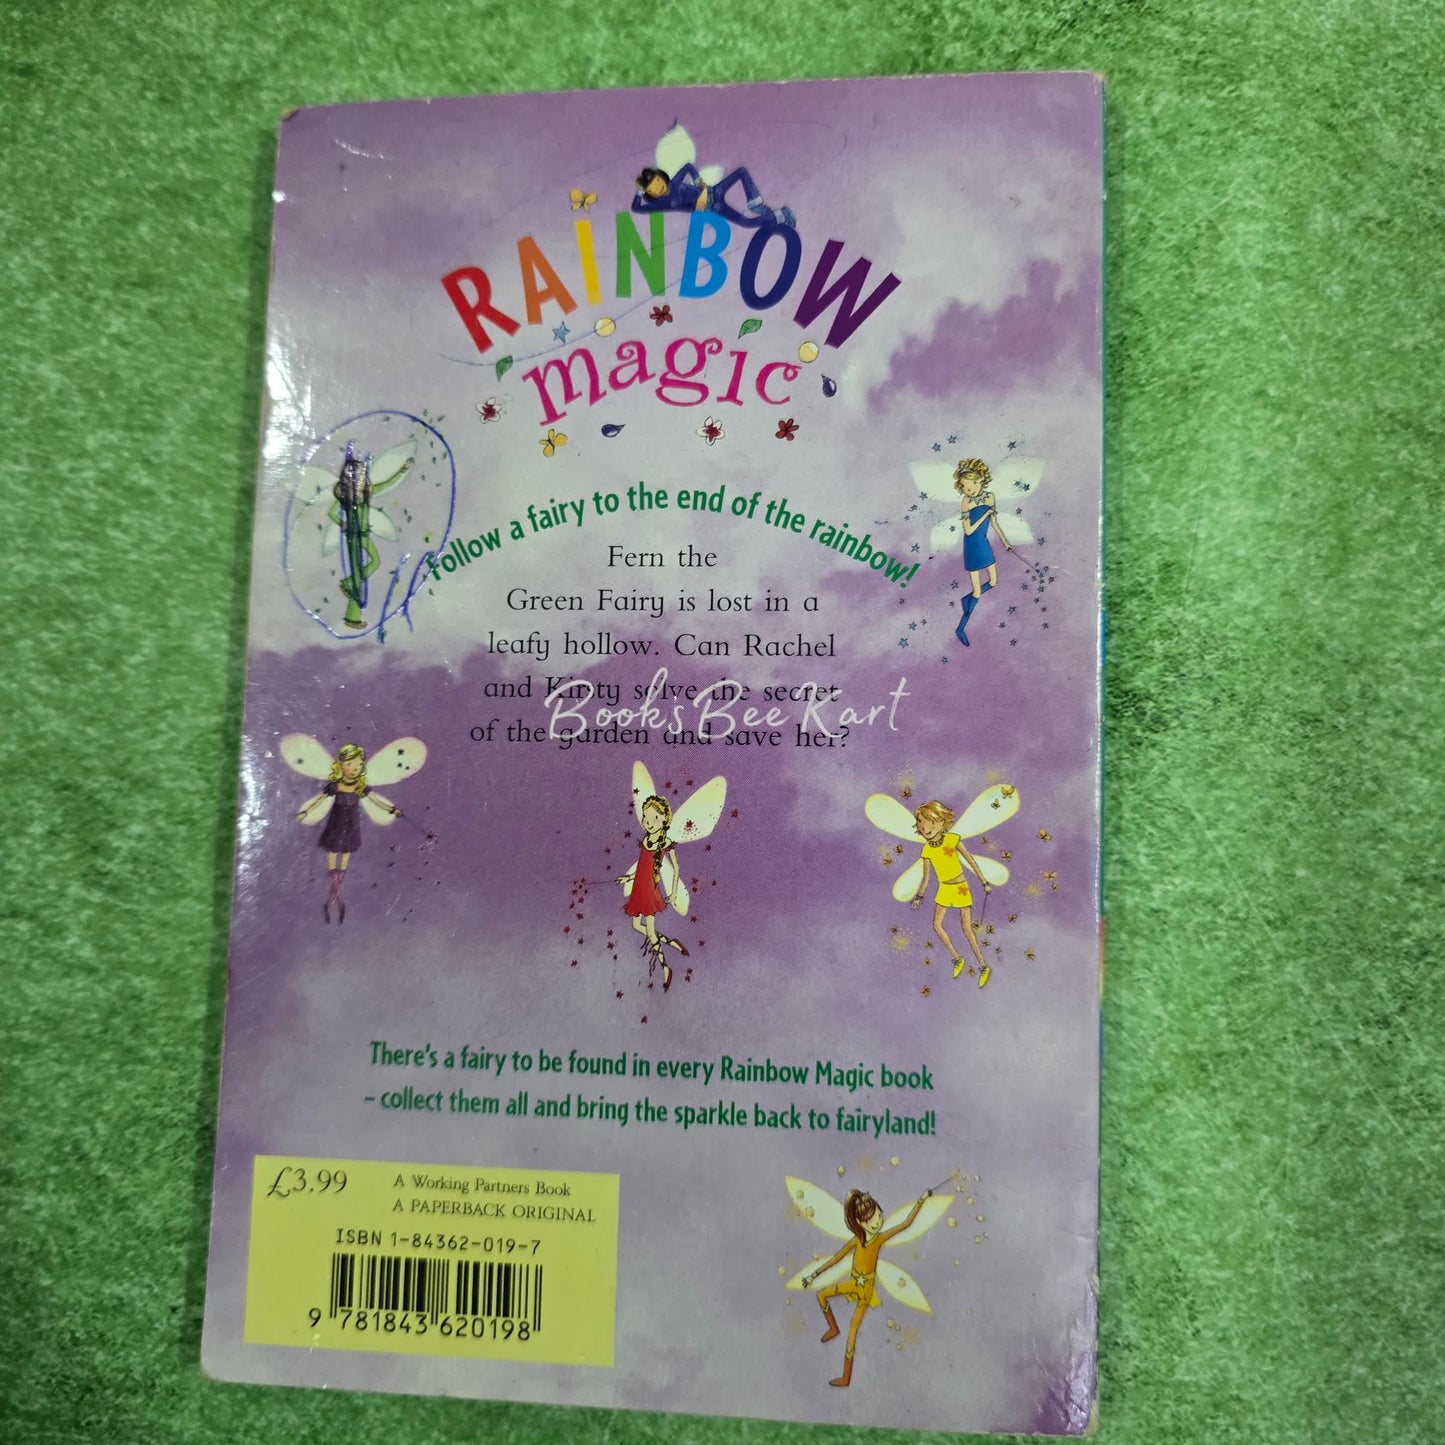 RAINBOW
magic
Follow a fairy to the end of the rainbow!
Fern the
Green Fairy is lost in a
leafy hollow. Can Rachel
and Kirsty solve the secret
of the garden and save her?
Books Bee Kart
There's a fairy to be found in every Rainbow Magic book
– collect them all and bring the sparkle back to fairyland!
£3.99
A Working Partners Book
A PAPERBACK ORIGINAL
ISBN 1-84362-019-7
9 781843 620198